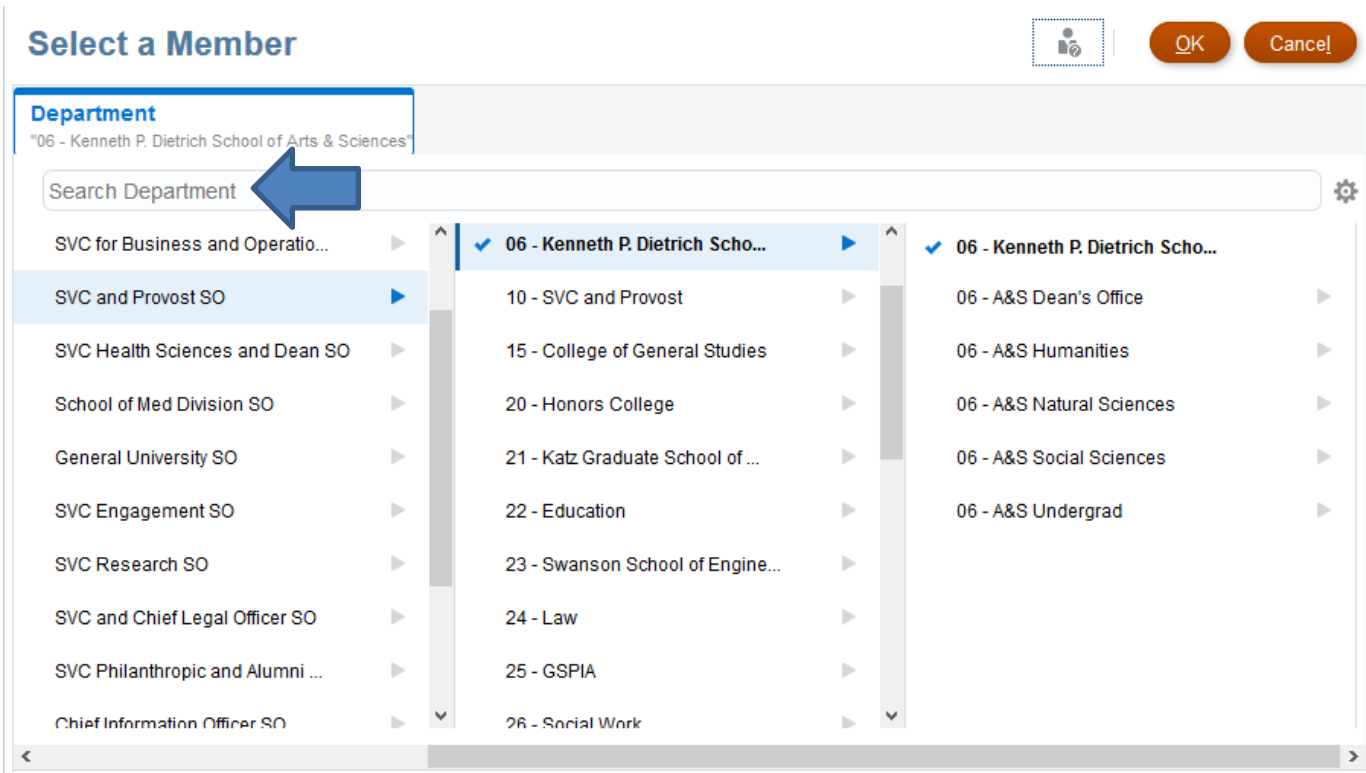 Select a Member
OK
Cancel
Department
"06 - Kenneth P. Dietrich School of Arts & Sciences"
Search Department
SVC for Business and Operatio...
SVC and Provost SO
SVC Health Sciences and Dean SO
School of Med Division SO
General University SO
SVC Engagement SO
SVC Research SO
SVC and Chief Legal Officer SO
SVC Philanthropic and Alumni ...
Chief Information Officer SO
06 - Kenneth P. Dietrich Scho...
10 - SVC and Provost
15 - College of General Studies
20 - Honors College
21 - Katz Graduate School of ...
22 - Education
23 - Swanson School of Engine...
24 - Law
25 - GSPIA
26 - Social Work
06 - Kenneth P. Dietrich Scho...
06 - A&S Dean's Office
06 - A&S Humanities
06 - A&S Natural Sciences
06 - A&S Social Sciences
06 - A&S Undergrad